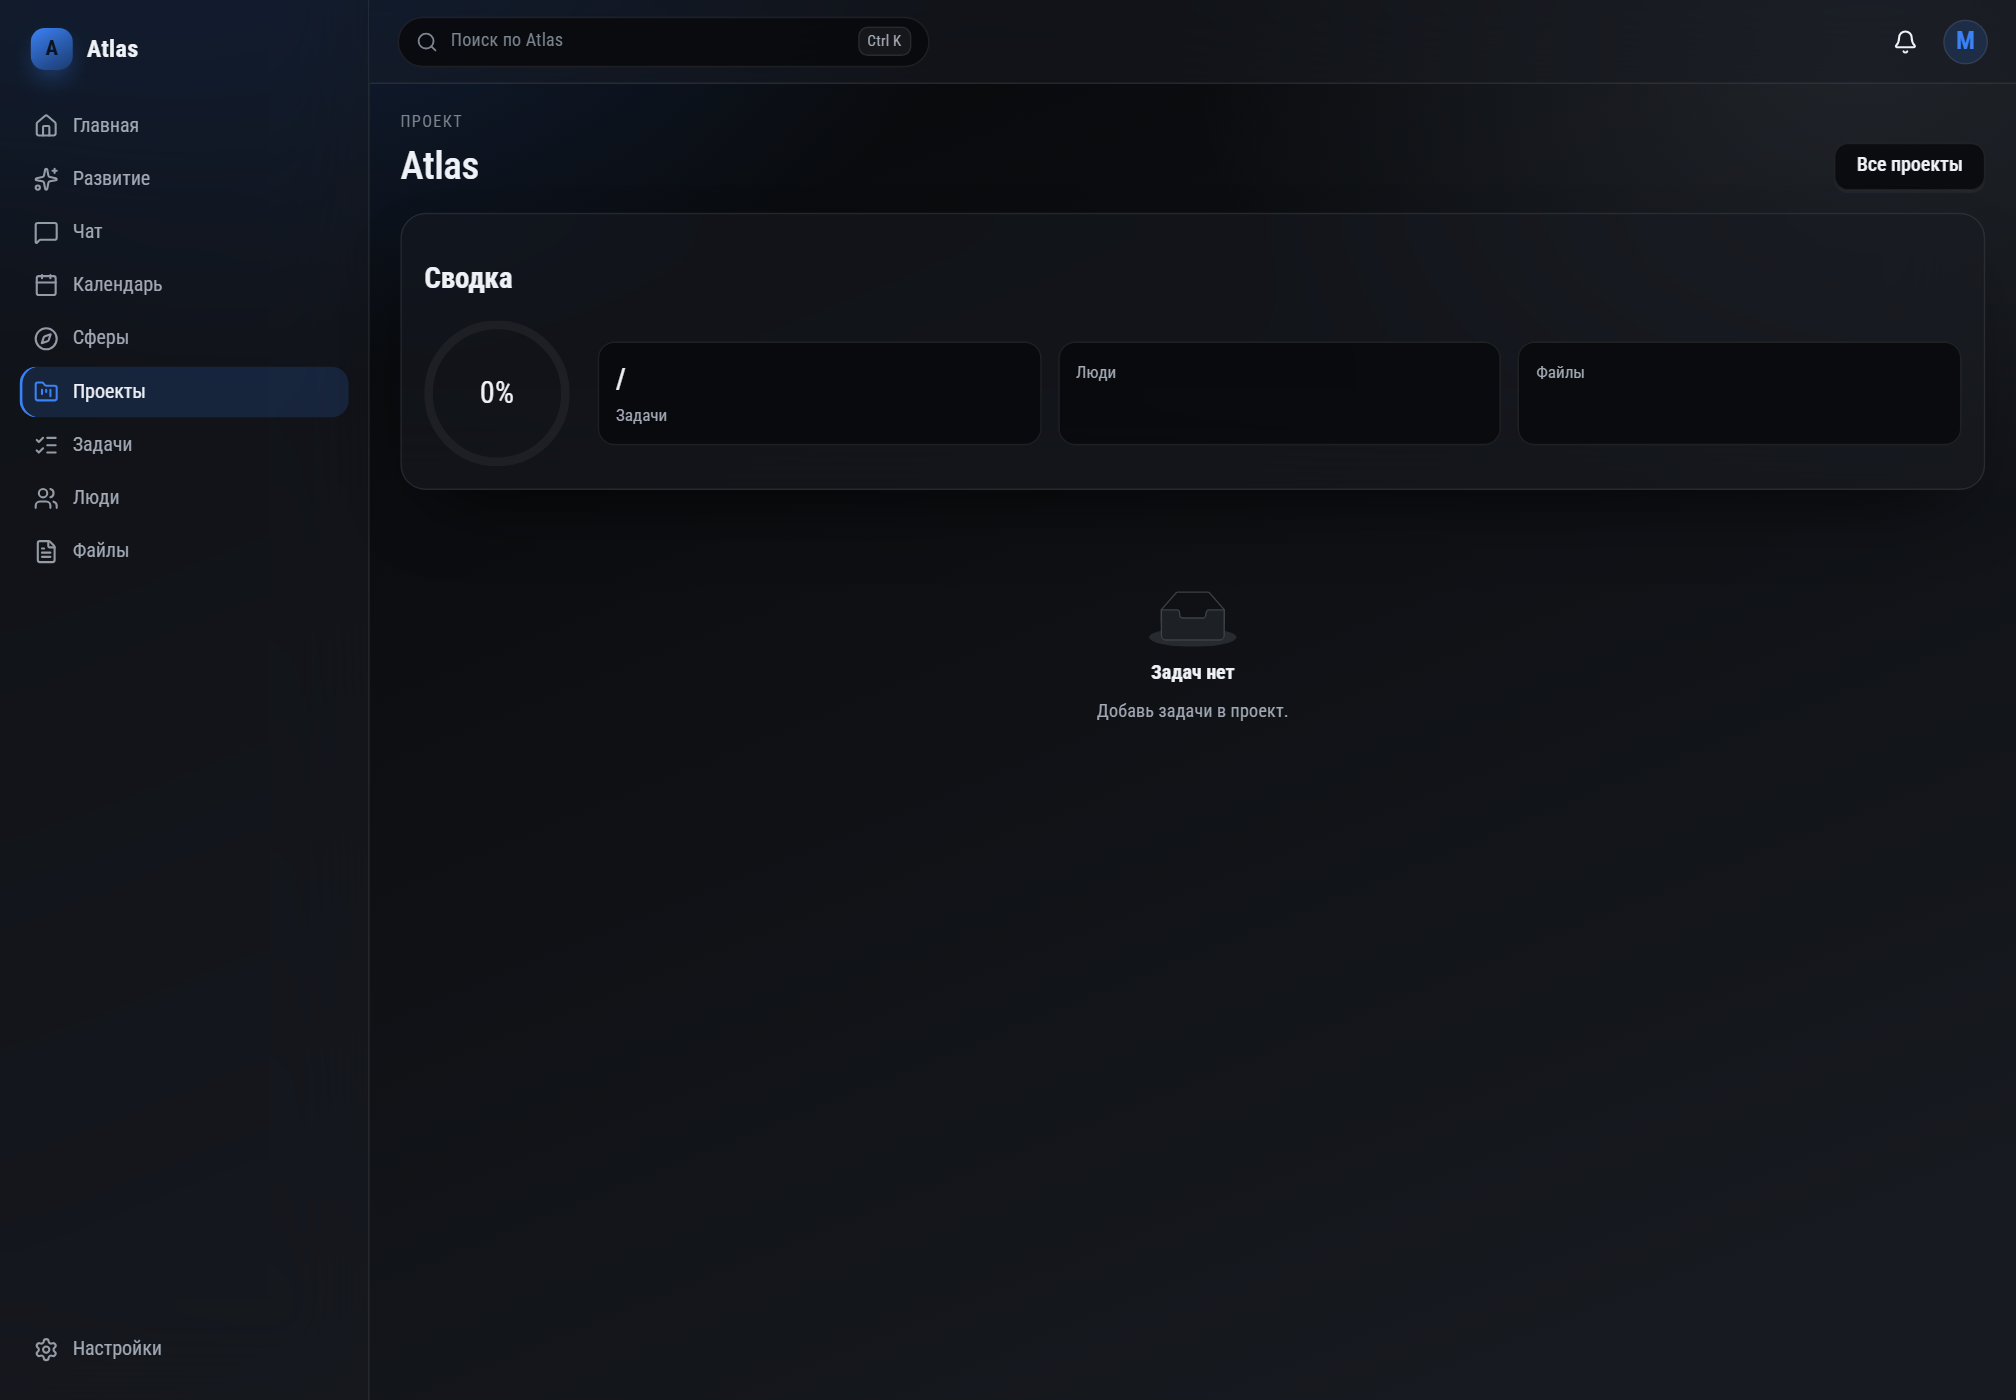 A
Atlas
Поиск по Atlas
Ctrl K
M
Главная
Развитие
Чат
Календарь
Сферы
Проекты
Задачи
Люди
Файлы
Настройки
ПРОЕКТ
Atlas
Все проекты
Сводка
0%
/
Задачи
Люди
Файлы
Задач нет
Добавь задачи в проект.